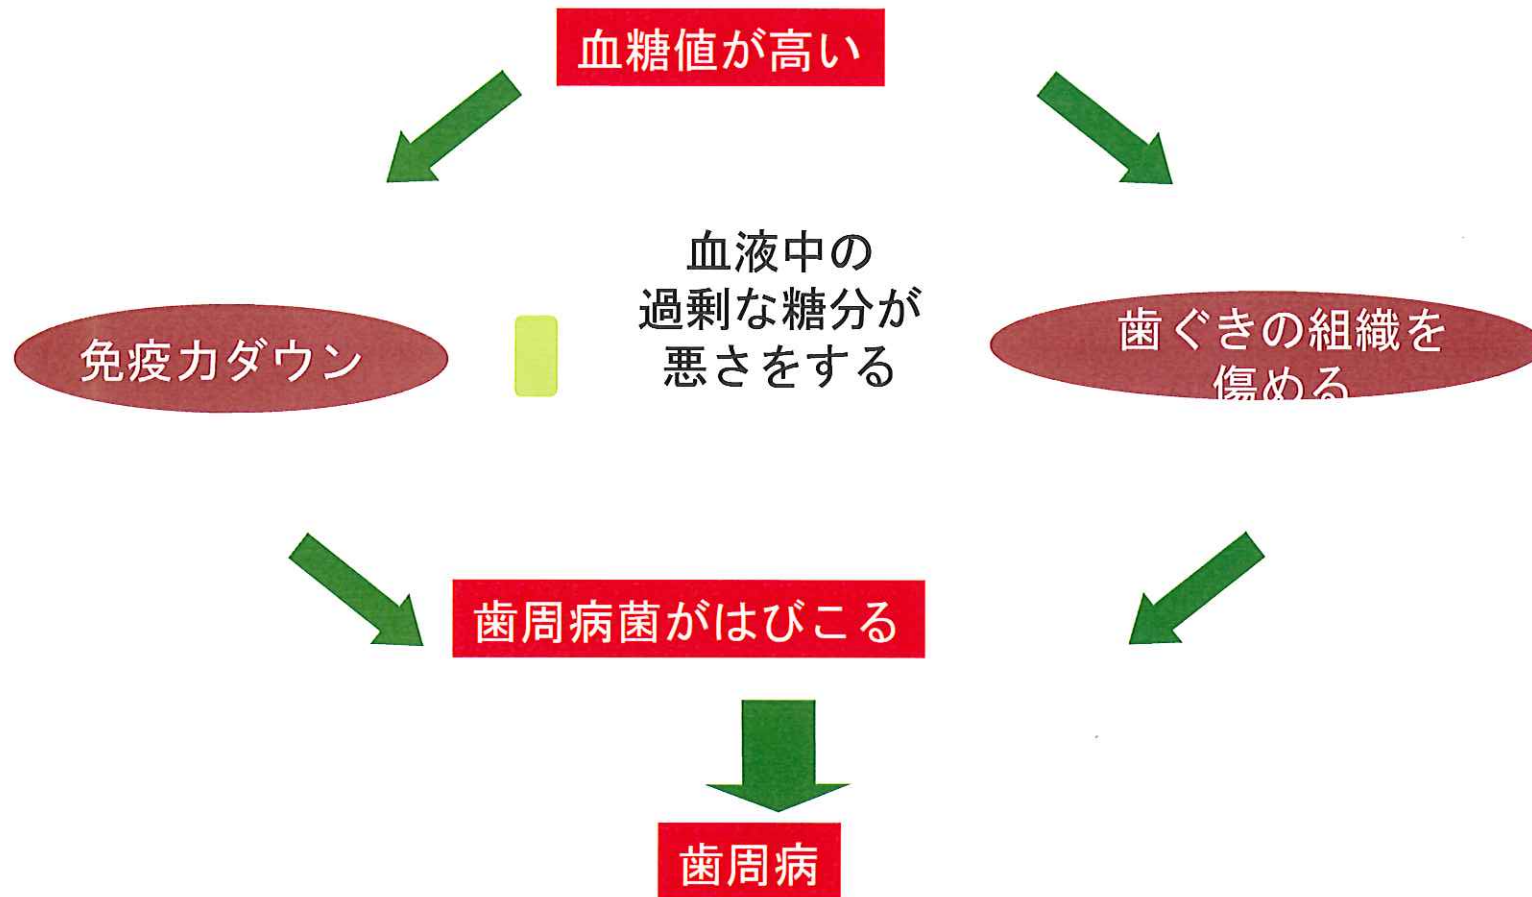 血糖値が高い
血液中の
過剰な糖分が
悪さをする
免疫力ダウン
歯ぐきの組織を
傷める
歯周病菌がはびこる
歯周病